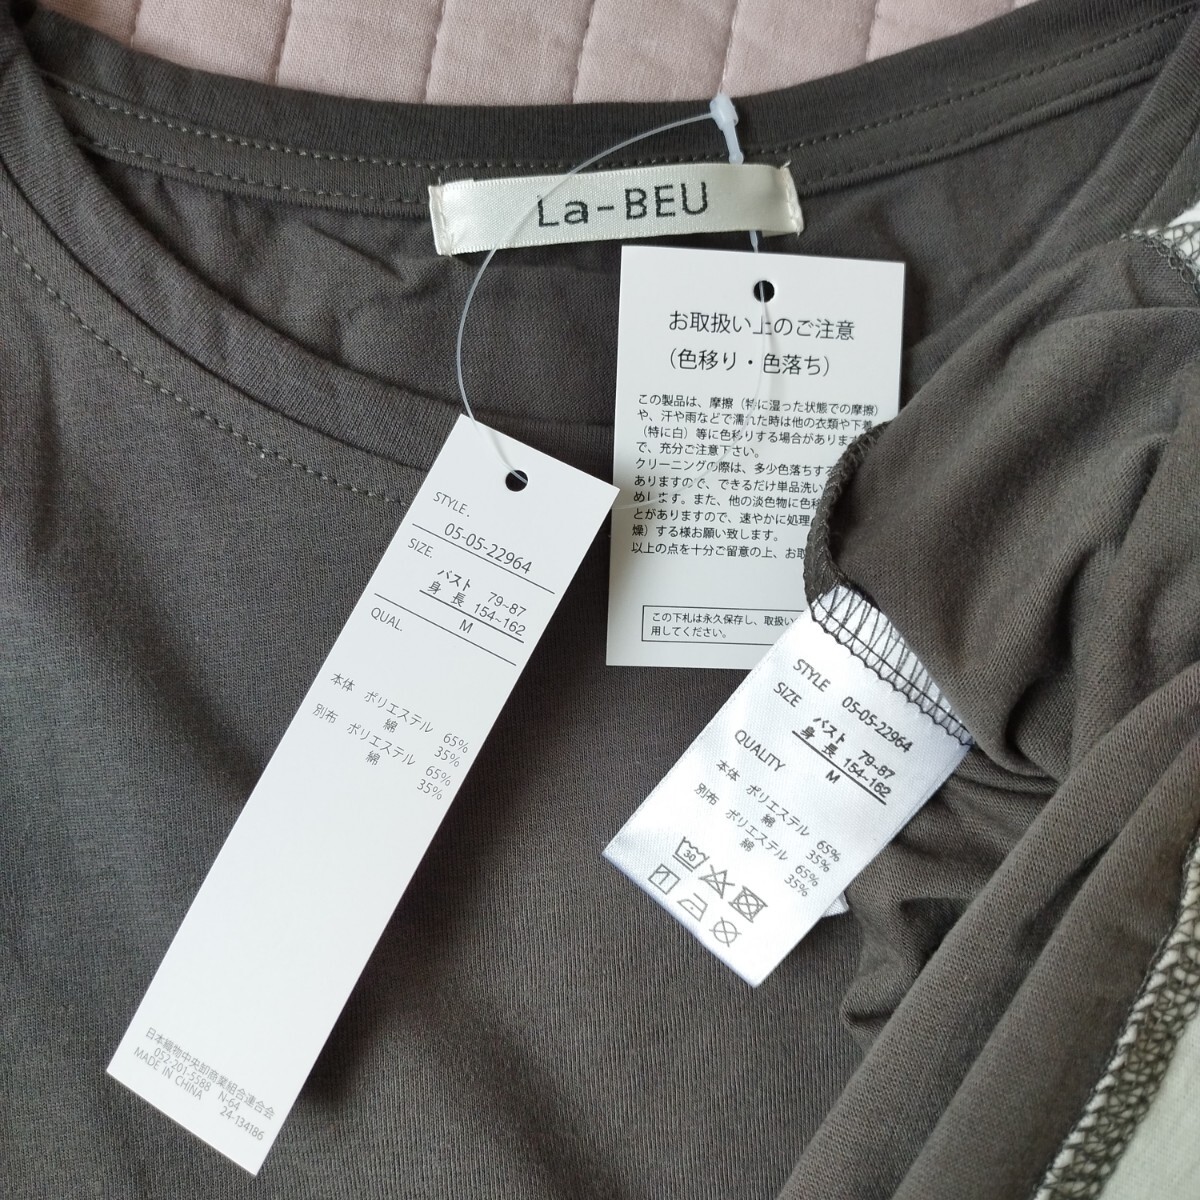 La-BEU
お取扱い上のご注意
(色移り・色落ち)
この製品は、摩擦(特に湿った状態での摩擦)
や、汗や雨などで濡れた時は他の衣類や下着
(特に白)等に色移りする場合があります
で、充分ご注意下さい。
クリーニングの際は、多少色落ちする
ありますので、できるだけ単品洗い
めします。また、他の淡色物に色移
とがありますので、速やかに処理
燥)する様お願い致します。
以上の点を十分ご留意の上、お取
この下札は永久保存し、取扱い
用してください。
STYLE.
05-05-22964
SIZE.
バスト 79~87
身長 154~162
M
QUAL.
本体 ポリエステル 65%
綿 35%
別布 ポリエステル 65%
綿 35%
日本織物中央卸商業組合連合会
052-201-5588 N-64
MADE IN CHINA 24-134186
STYLE 05-05-22964
SIZE
バスト 79-87
身長 154-162
M
QUALITY
本体 ポリエステル 65%
綿 35%
別布 ポリエステル 65%
綿 35%
30